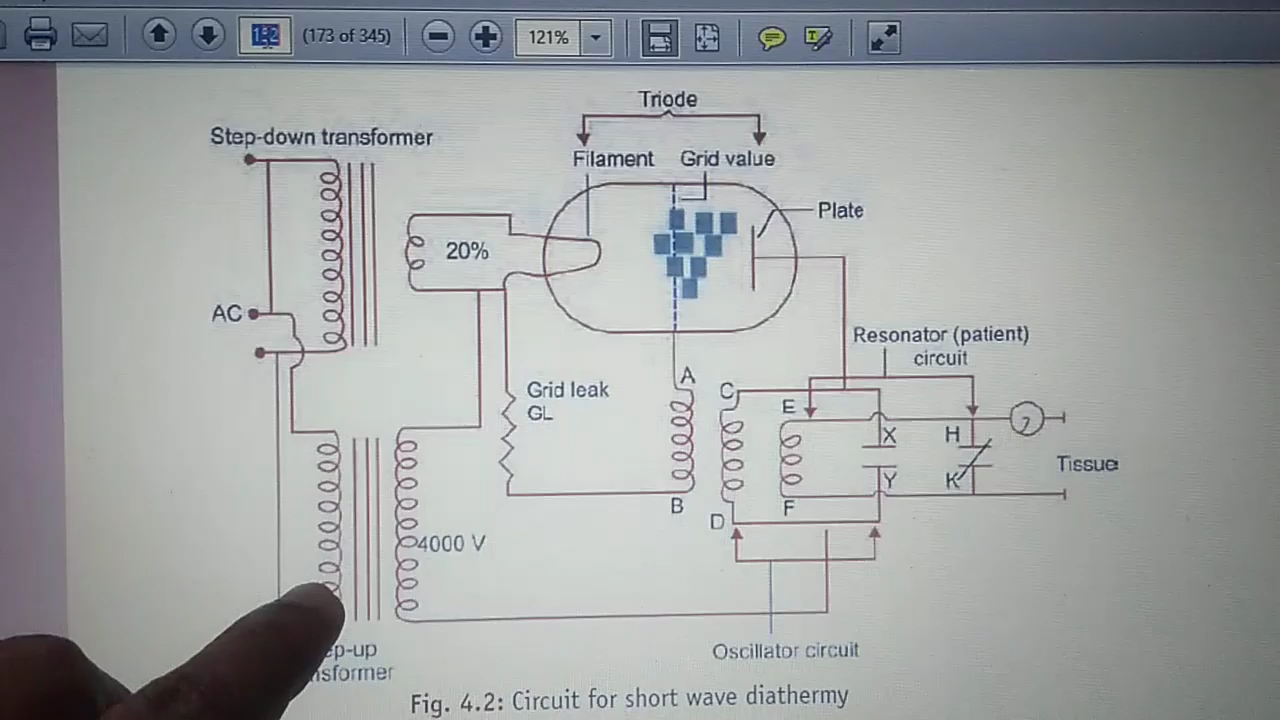 132
(173 of 345)
121%
Triode
Step-down transformer
Filament
Grid value
Plate
20%
AC
Resonator (patient)
circuit
Grid leak
GL
A
C
E
X
H
Tissue
Y
K
B
F
D
4000 V
Oscillator circuit
Fig. 4.2: Circuit for short wave diathermy